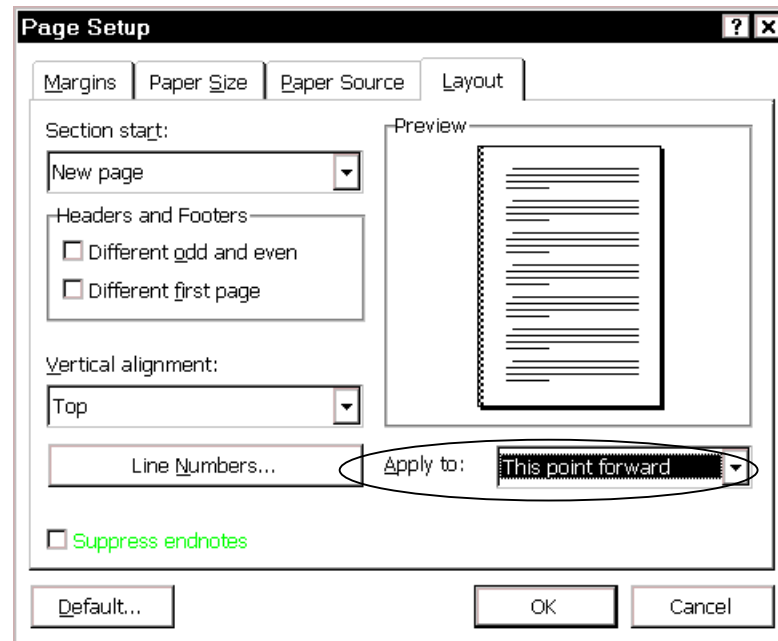 Page Setup
Margins Paper Size Paper Source Layout
Section start:
New page
Headers and Footers
Different odd and even
Different first page
Vertical alignment:
Top
Line Numbers...
Preview
Apply to: This point forward
Suppress endnotes
Default... OK Cancel